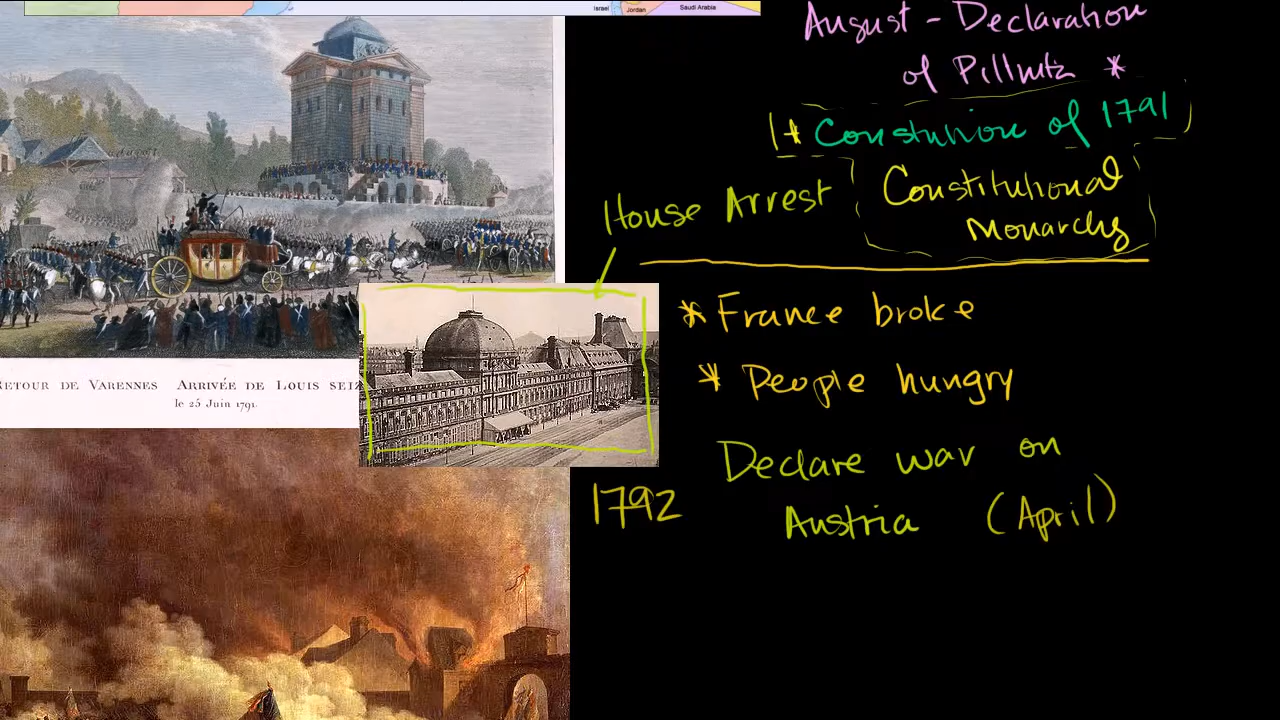 Israel
Jordan
Saudi Arabia
August - Declaration
of Pillnitz *
* Constitution of 1791
House Arrest
Constitutional
Monarchy
* France broke
* People hungry
RETOUR DE VARENNES ARRIVÉE DE LOUIS SEIZ
le 25 Juin 1791.
Declare war on
1792
Austria (April)